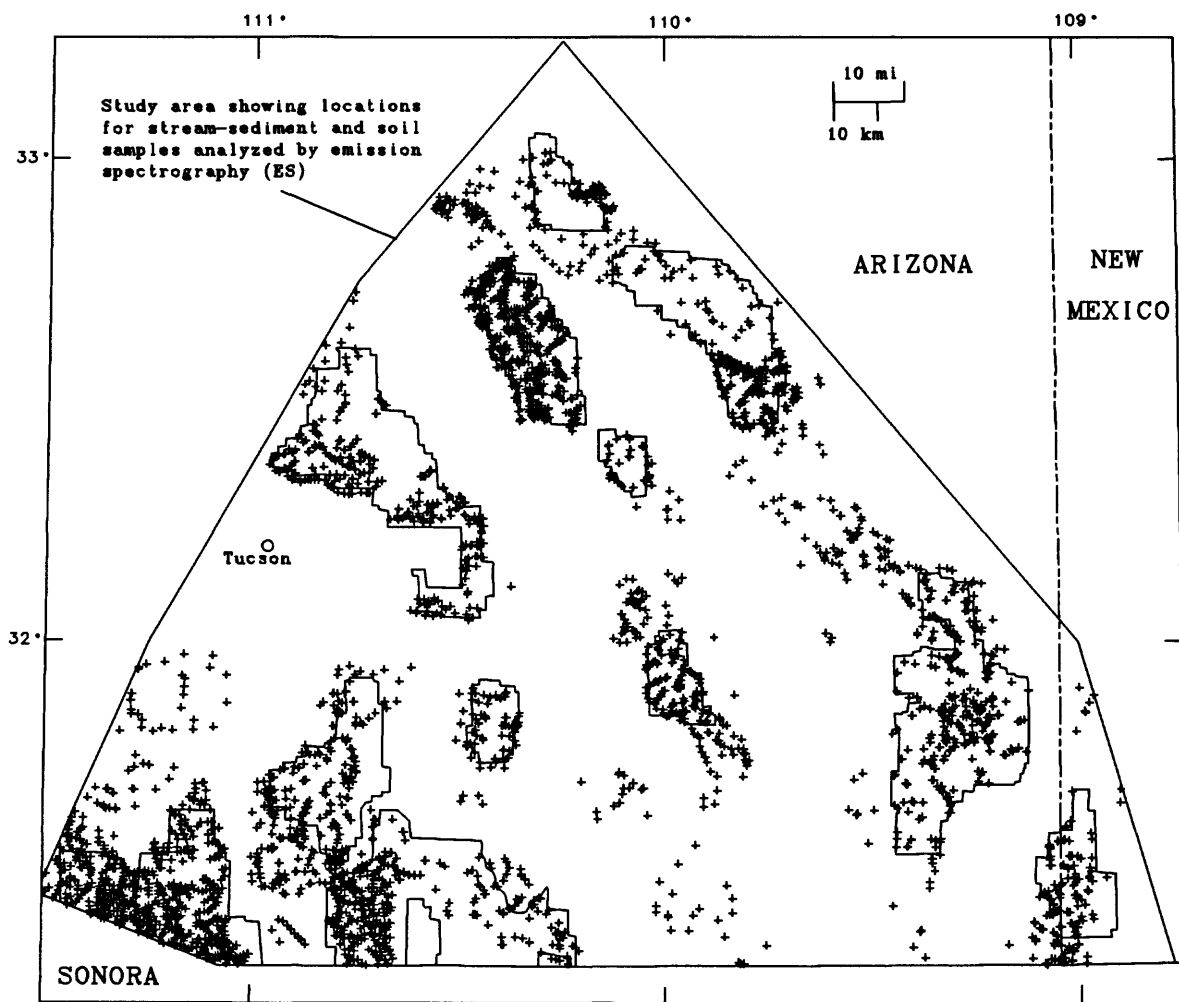 111°
110°
109°
10 mi
10 km
Study area showing locations
for stream-sediment and soil
samples analyzed by emission
spectrography (ES)
33°
ARIZONA
NEW
MEXICO
Tucson
32°
SONORA